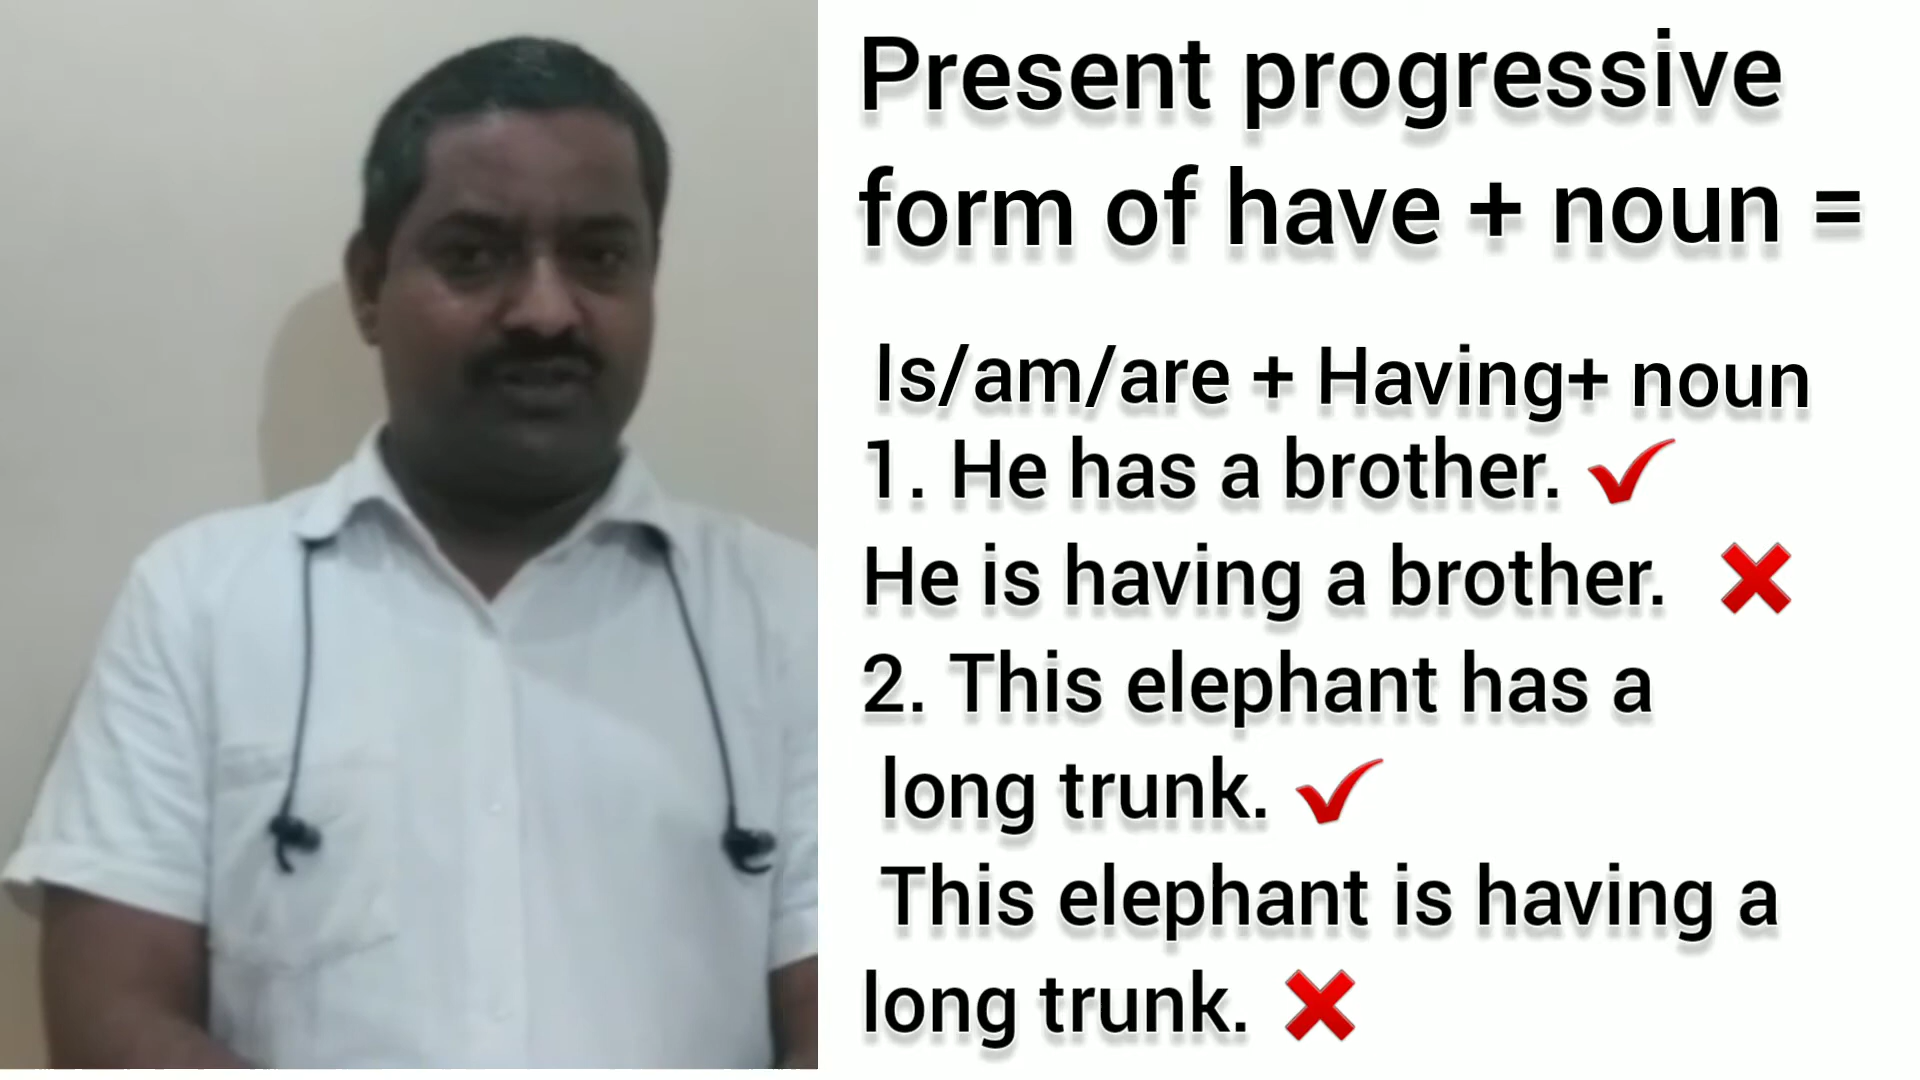 Present progressive
form of have + noun =
Is/am/are + Having+ noun
1. He has a brother. ✔
He is having a brother. ❌
2. This elephant has a
long trunk. ✔
This elephant is having a
long trunk. ❌